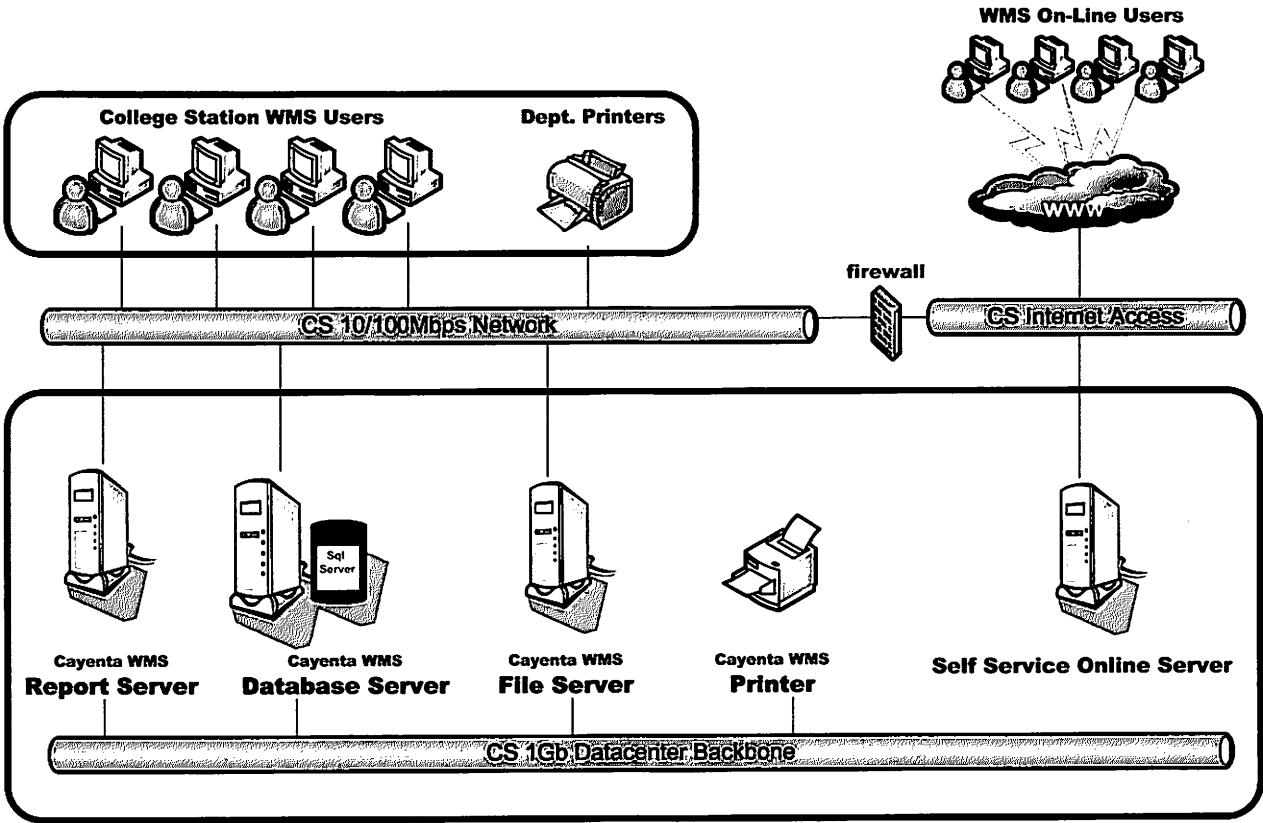 WMS On-Line Users
College Station WMS Users
Dept. Printers
WWW
firewall
CS 10/100Mbps Network
CS Internet Access
Sql
Server
Cayenta WMS
Report Server
Cayenta WMS
Database Server
Cayenta WMS
File Server
Cayenta WMS
Printer
Self Service Online Server
CS 1Gb Datacenter Backbone